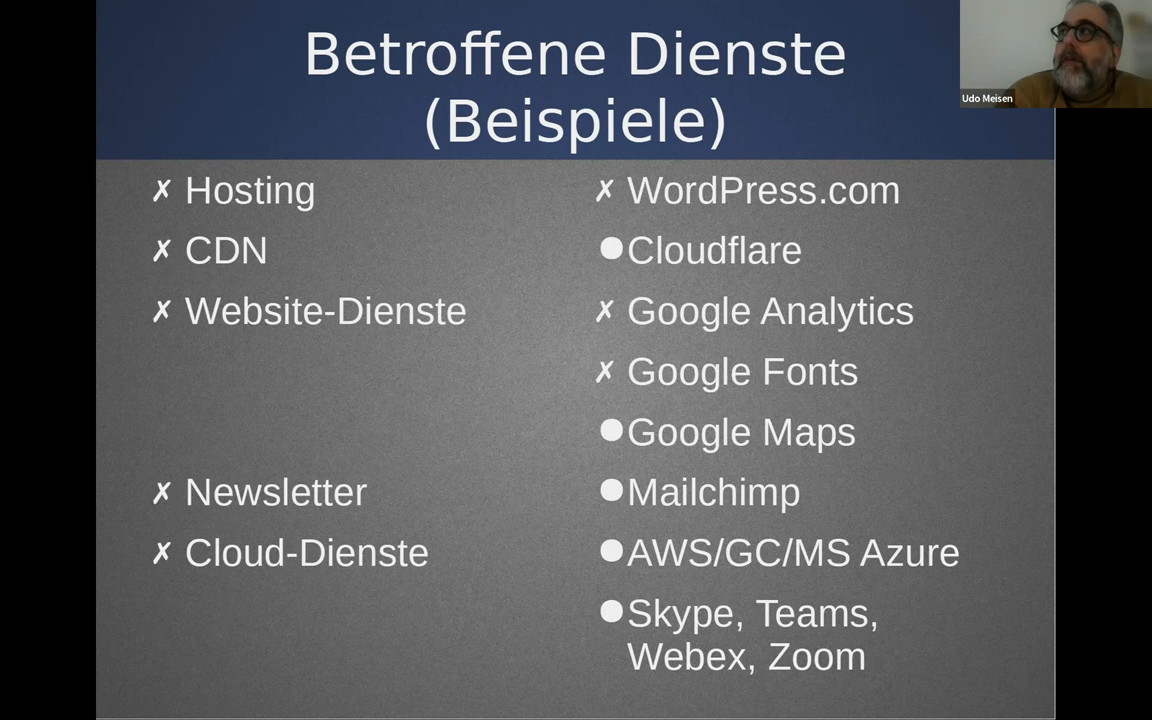 Betroffene Dienste
(Beispiele)
Udo Meisen
✗ Hosting
✗ CDN
✗ Website-Dienste
✗ Newsletter
✗ Cloud-Dienste
✗ WordPress.com
●Cloudflare
✗ Google Analytics
✗ Google Fonts
●Google Maps
●Mailchimp
●AWS/GC/MS Azure
●Skype, Teams,
Webex, Zoom